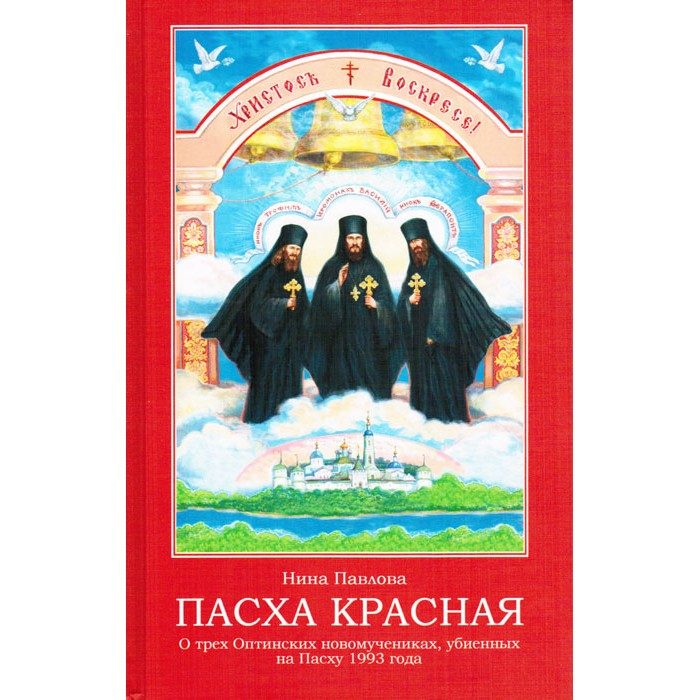 Христосъ Воскресе!
инокъ Трофимъ
Иеромонахъ Василий
инокъ Ферапонтъ
Нина Павлова
ПАСХА КРАСНАЯ
О трех Оптинских новомучениках, убиенных
на Пасху 1993 года